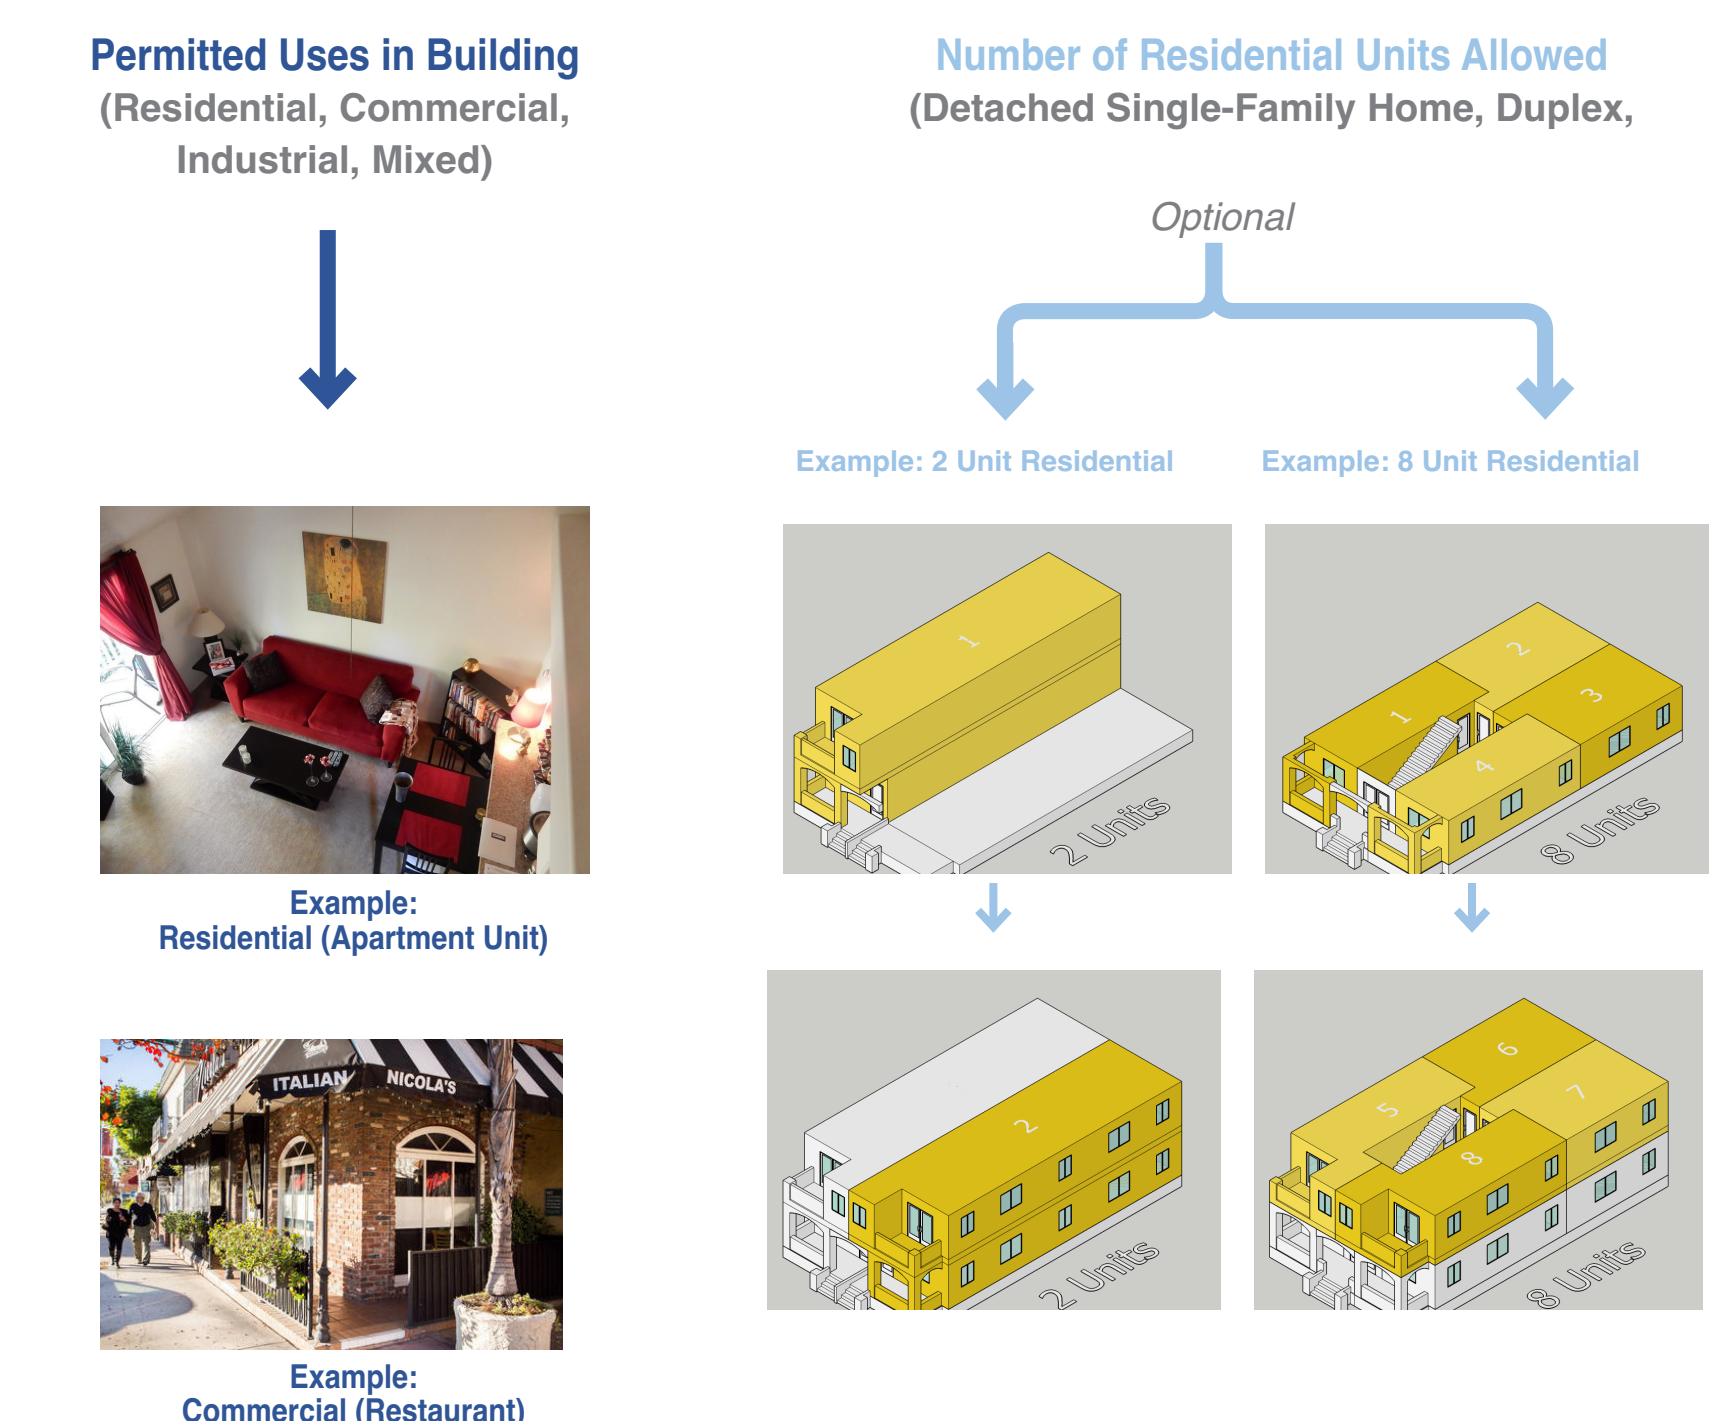 Permitted Uses in Building
(Residential, Commercial,
Industrial, Mixed)
Number of Residential Units Allowed
(Detached Single-Family Home, Duplex,
Optional
Example: 2 Unit Residential
Example: 8 Unit Residential
1
2 Units
1
2
3
4
8 Units
Example:
Residential (Apartment Unit)
2
2 Units
5
6
7
8
8 Units
ITALIAN
NICOLA'S
Example:
Commercial (Restaurant)